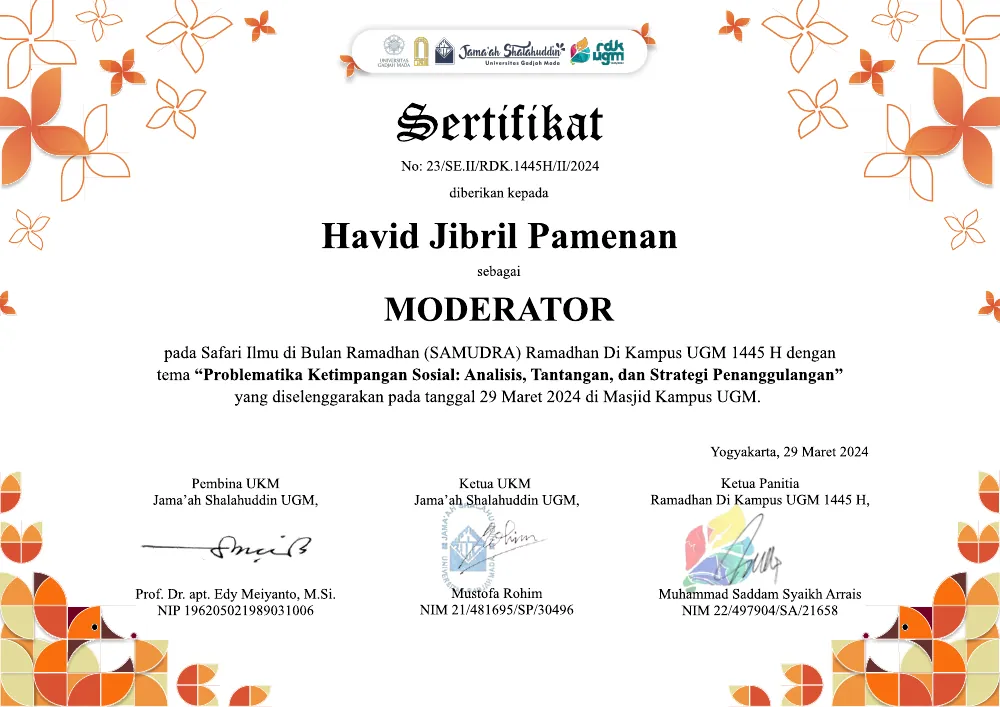 UNIVERSITAS
GADJAH MADA
Jama'ah Shalahuddin
Universitas Gadjah Mada
rdk
ugm
Sertifikat
No: 23/SE.II/RDK.1445H/II/2024
diberikan kepada
Havid Jibril Pamenan
sebagai
MODERATOR
pada Safari Ilmu di Bulan Ramadhan (SAMUDRA) Ramadhan Di Kampus UGM 1445 H dengan
tema “Problematika Ketimpangan Sosial: Analisis, Tantangan, dan Strategi Penanggulangan”
yang diselenggarakan pada tanggal 29 Maret 2024 di Masjid Kampus UGM.
Yogyakarta, 29 Maret 2024
Pembina UKM
Jama’ah Shalahuddin UGM,
Prof. Dr. apt. Edy Meiyanto, M.Si.
NIP 196205021989031006
Ketua UKM
Jama’ah Shalahuddin UGM,
Mustofa Rohim
NIM 21/481695/SP/30496
Ketua Panitia
Ramadhan Di Kampus UGM 1445 H,
Muhammad Saddam Syaikh Arrais
NIM 22/497904/SA/21658